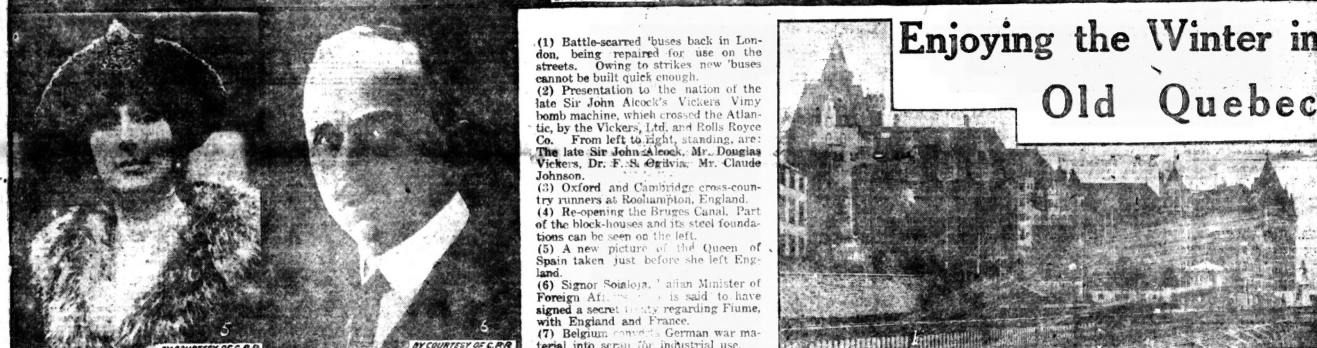 5
BY COURTESY OF C.P.R.
6
BY COURTESY OF C.P.R.
(1) Battle-scarred 'buses back in Lon-
don, being repaired for use on the
streets. Owing to strikes new 'buses
cannot be built quick enough.
(2) Presentation to the nation of the
late Sir John Alcock's Vickers Vimy
bomb machine, which crossed the Atlan-
tic, by the Vickers, Ltd. and Rolls Royce
Co. From left to right, standing, are:
The late Sir John Alcock, Mr. Douglas
Vickers, Dr. F. S. Mr. Claude
Johnson.
(3) Oxford and Cambridge cross-coun-
try runners at Roehampton, England.
(4) Re-opening the Bruges Canal. Part
of the block-houses and its steel founda-
tions can be seen on the left.
(5) A new picture of the Queen of
Spain taken just before she left Eng-
land.
(6) Signor Minister of
Foreign is said to have
signed a secret regarding Fiume,
with England and France.
(7) Belgium German war ma-
terial into scrap for industrial use.
Enjoying the Winter in
Old Quebec
1